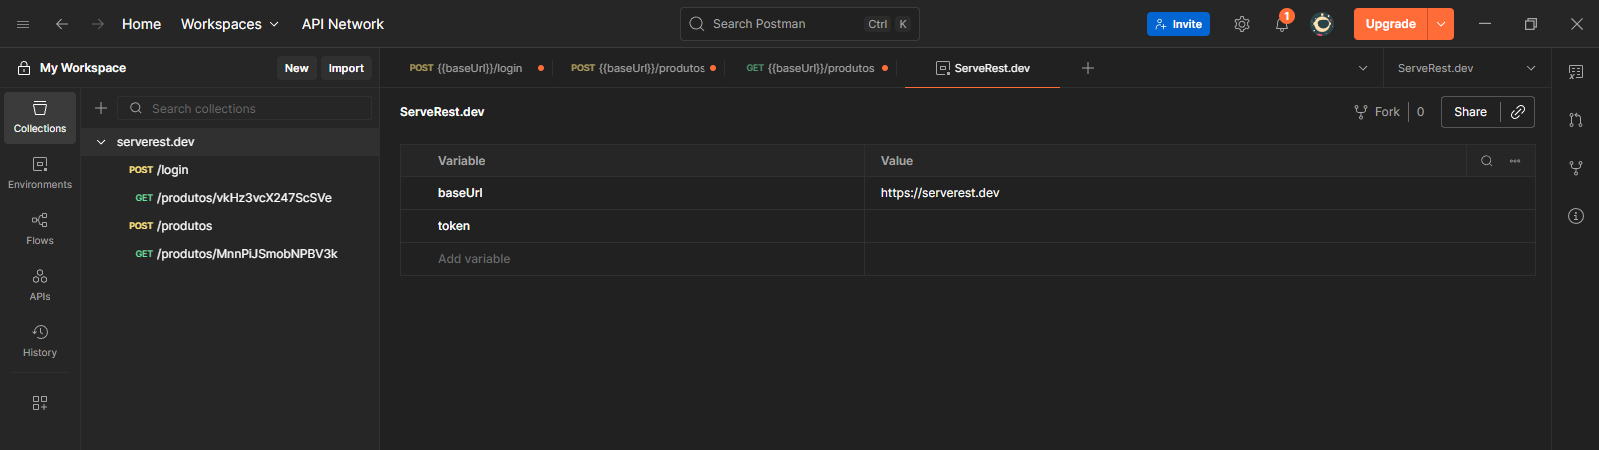 Home Workspaces API Network Search Postman Ctrl K Invite 1 Upgrade
My Workspace New Import
POST {{baseUrl}}/login POST {{baseUrl}}/produtos GET {{baseUrl}}/produtos ServeRest.dev ServeRest.dev
Collections
Environments
Flows
APIs
History
Search collections
serverest.dev
POST /login
GET /produtos/vkHz3vcX247ScSVe
POST /produtos
GET /produtos/MnnPiJSmobNPBV3k
ServeRest.dev Fork 0 Share
Variable Value
baseUrl https://serverest.dev
token
Add variable